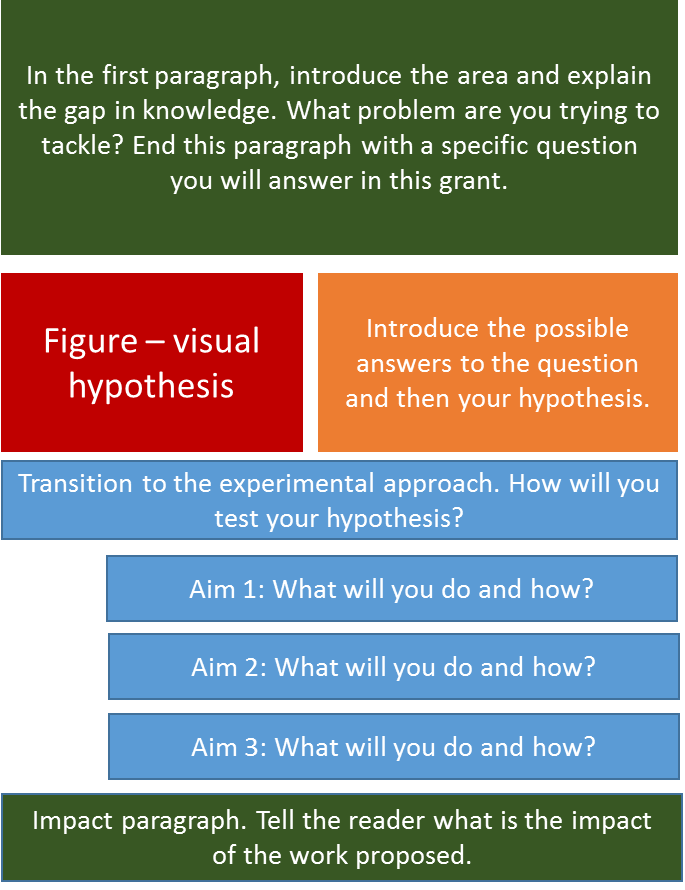 In the first paragraph, introduce the area and explain
the gap in knowledge. What problem are you trying to
tackle? End this paragraph with a specific question
you will answer in this grant.
Figure – visual
hypothesis
Introduce the possible
answers to the question
and then your hypothesis.
Transition to the experimental approach. How will you
test your hypothesis?
Aim 1: What will you do and how?
Aim 2: What will you do and how?
Aim 3: What will you do and how?
Impact paragraph. Tell the reader what is the impact
of the work proposed.